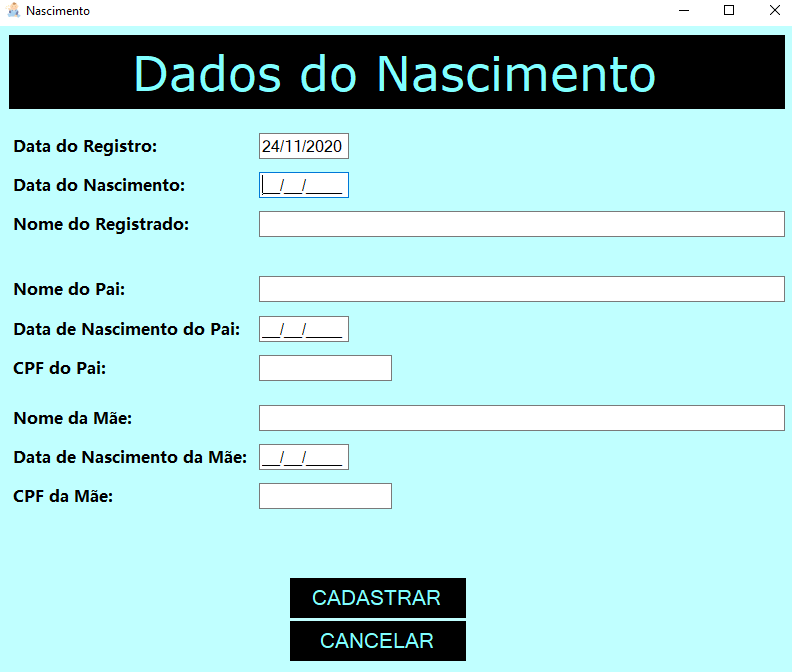 Nascimento
Dados do Nascimento
Data do Registro: 24/11/2020
Data do Nascimento: __/__/____
Nome do Registrado:
Nome do Pai:
Data de Nascimento do Pai: __/__/____
CPF do Pai:
Nome da Mãe:
Data de Nascimento da Mãe: __/__/____
CPF da Mãe:
CADASTRAR
CANCELAR